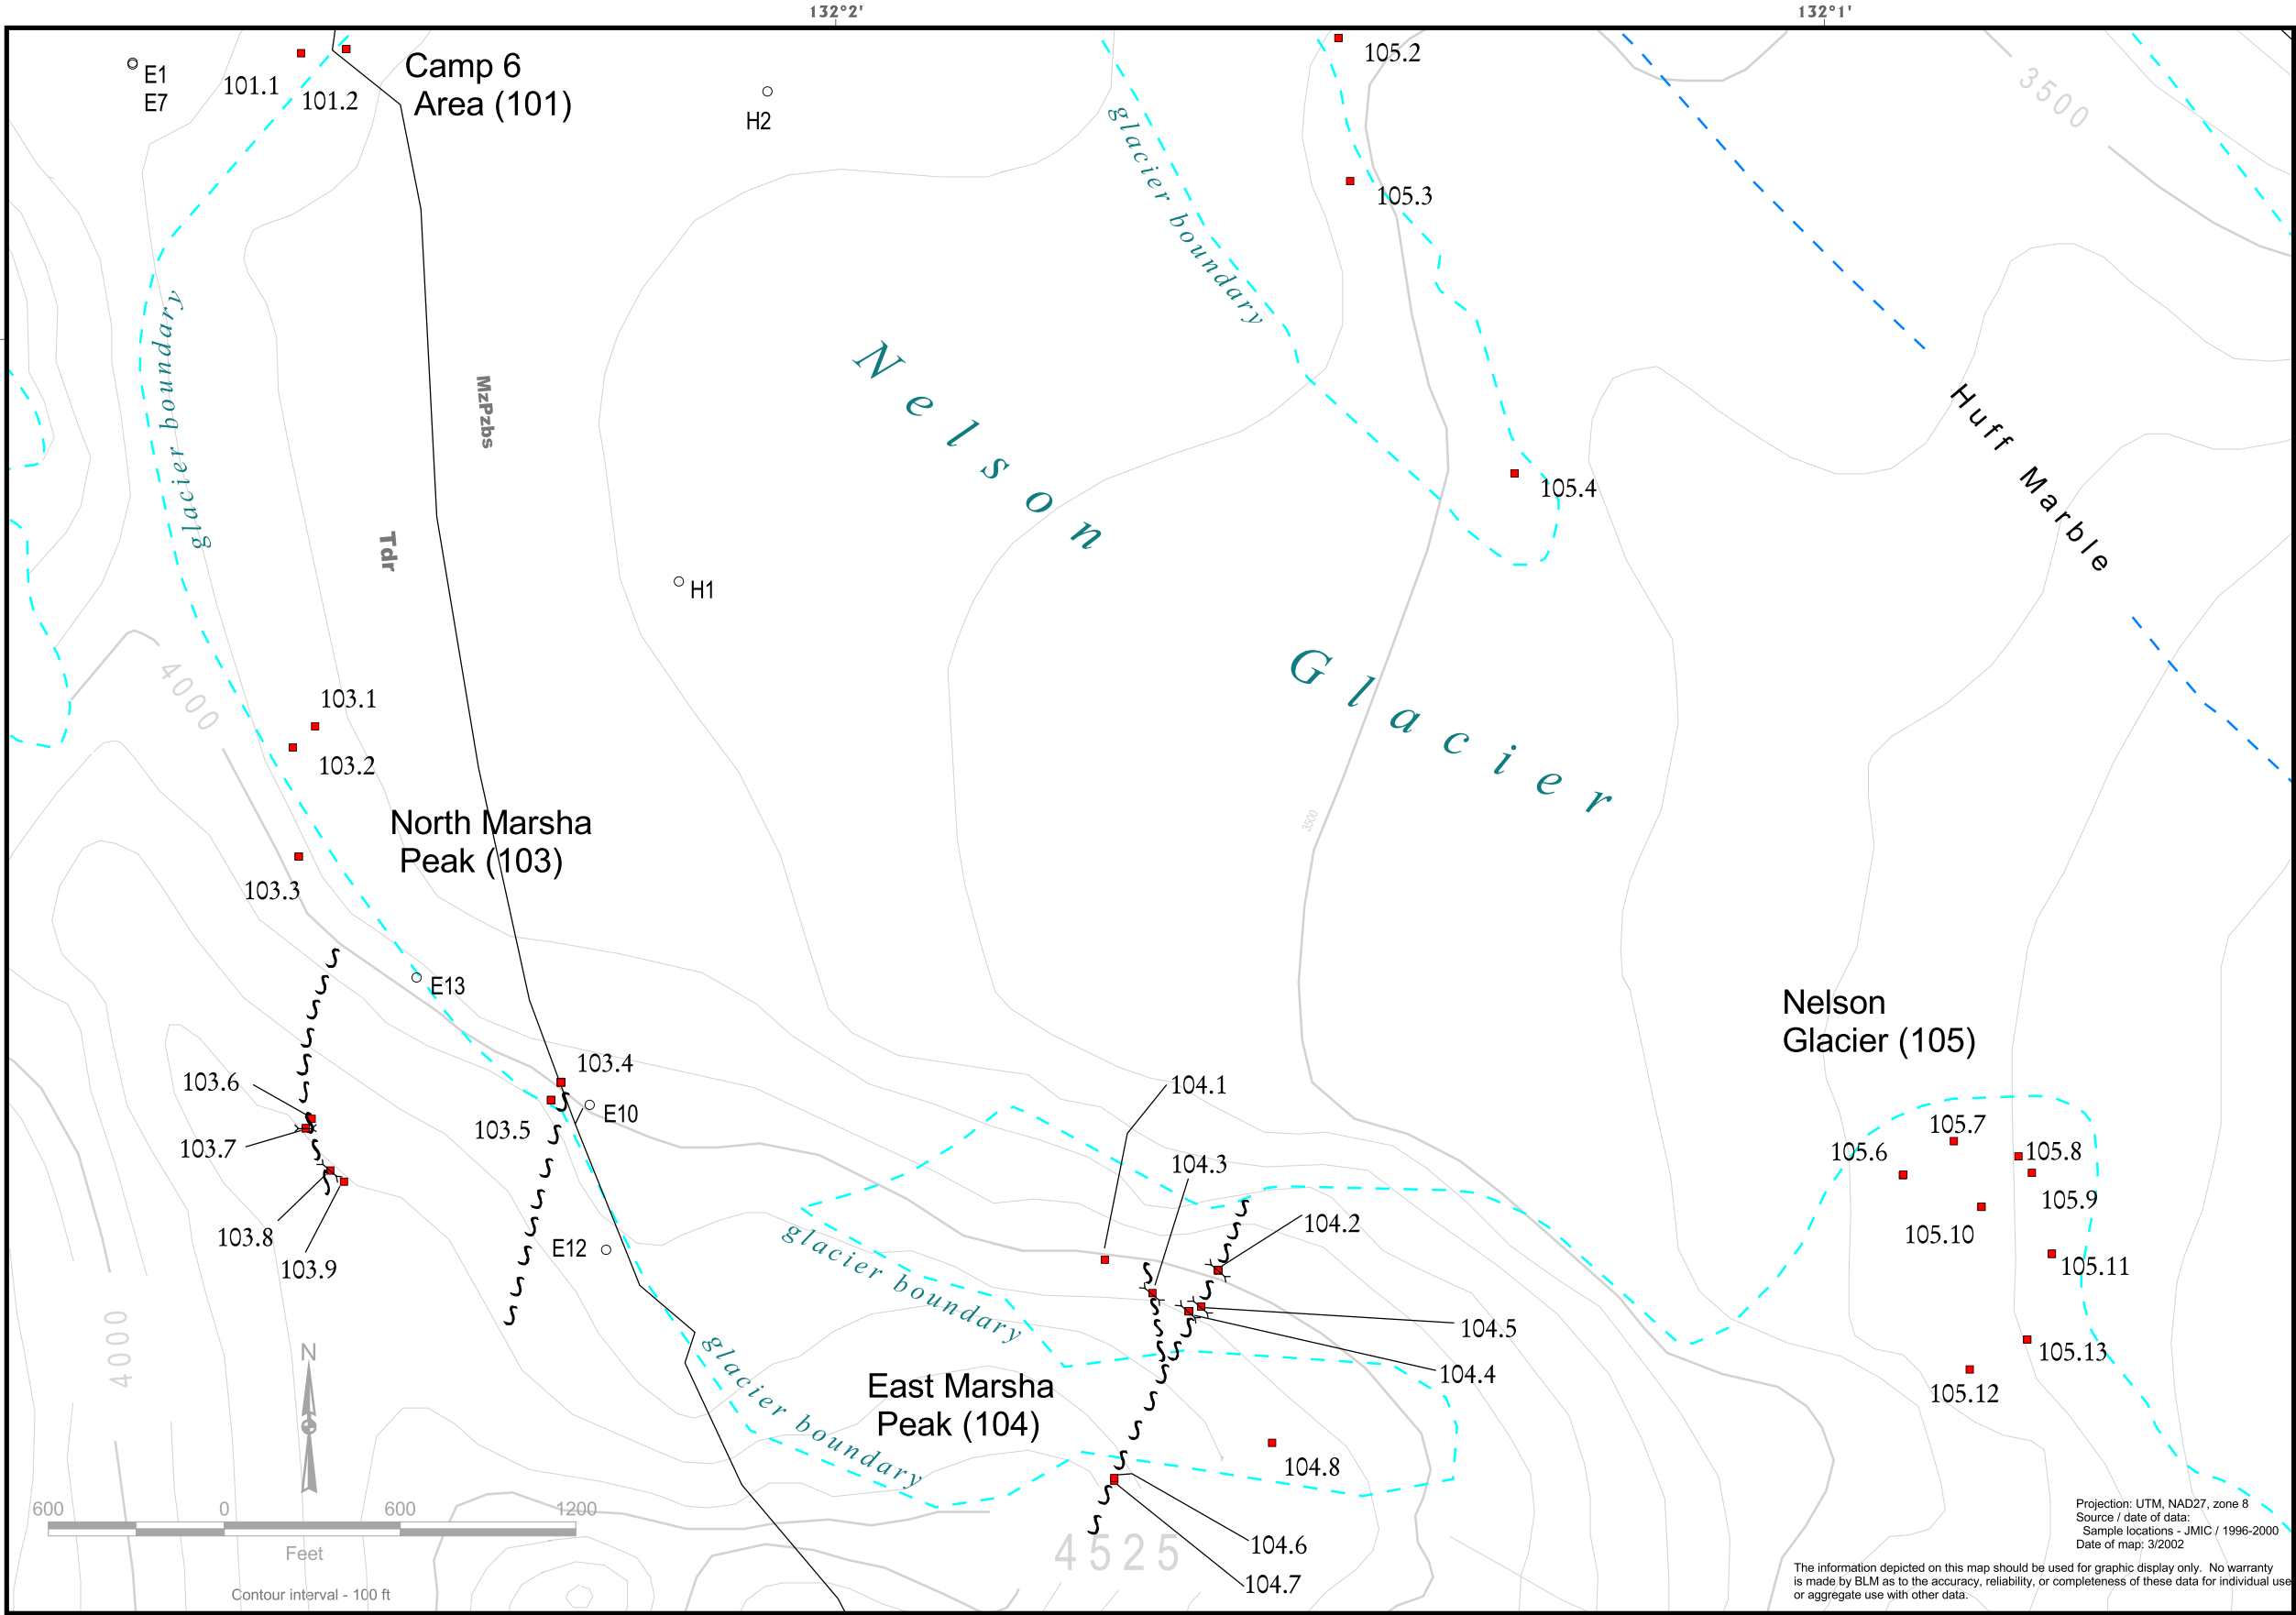 132°2'
132°1'
E1
E7
101.1
101.2
Camp 6
Area (101)
H2
105.2
3500
glacier boundary
105.3
glacier boundary
Nelson
MzPzbs
Huff Marble
105.4
Tdr
H1
4000
Glacier
103.1
103.2
North Marsha
Peak (103)
3500
103.3
E13
Nelson
Glacier (105)
103.6
103.4
104.1
E10
103.5
103.7
105.7
105.6
105.8
104.3
105.9
103.8
E12
104.2
105.10
glacier boundary
103.9
105.11
4000
104.5
N
105.13
glacier boundary
104.4
East Marsha
Peak (104)
105.12
104.8
600 0 600 1200
Feet
4525
104.6
104.7
Contour interval - 100 ft
Projection: UTM, NAD27, zone 8
Source / date of data:
Sample locations - JMIC / 1996-2000
Date of map: 3/2002
The information depicted on this map should be used for graphic display only. No warranty
is made by BLM as to the accuracy, reliability, or completeness of these data for individual use
or aggregate use with other data.